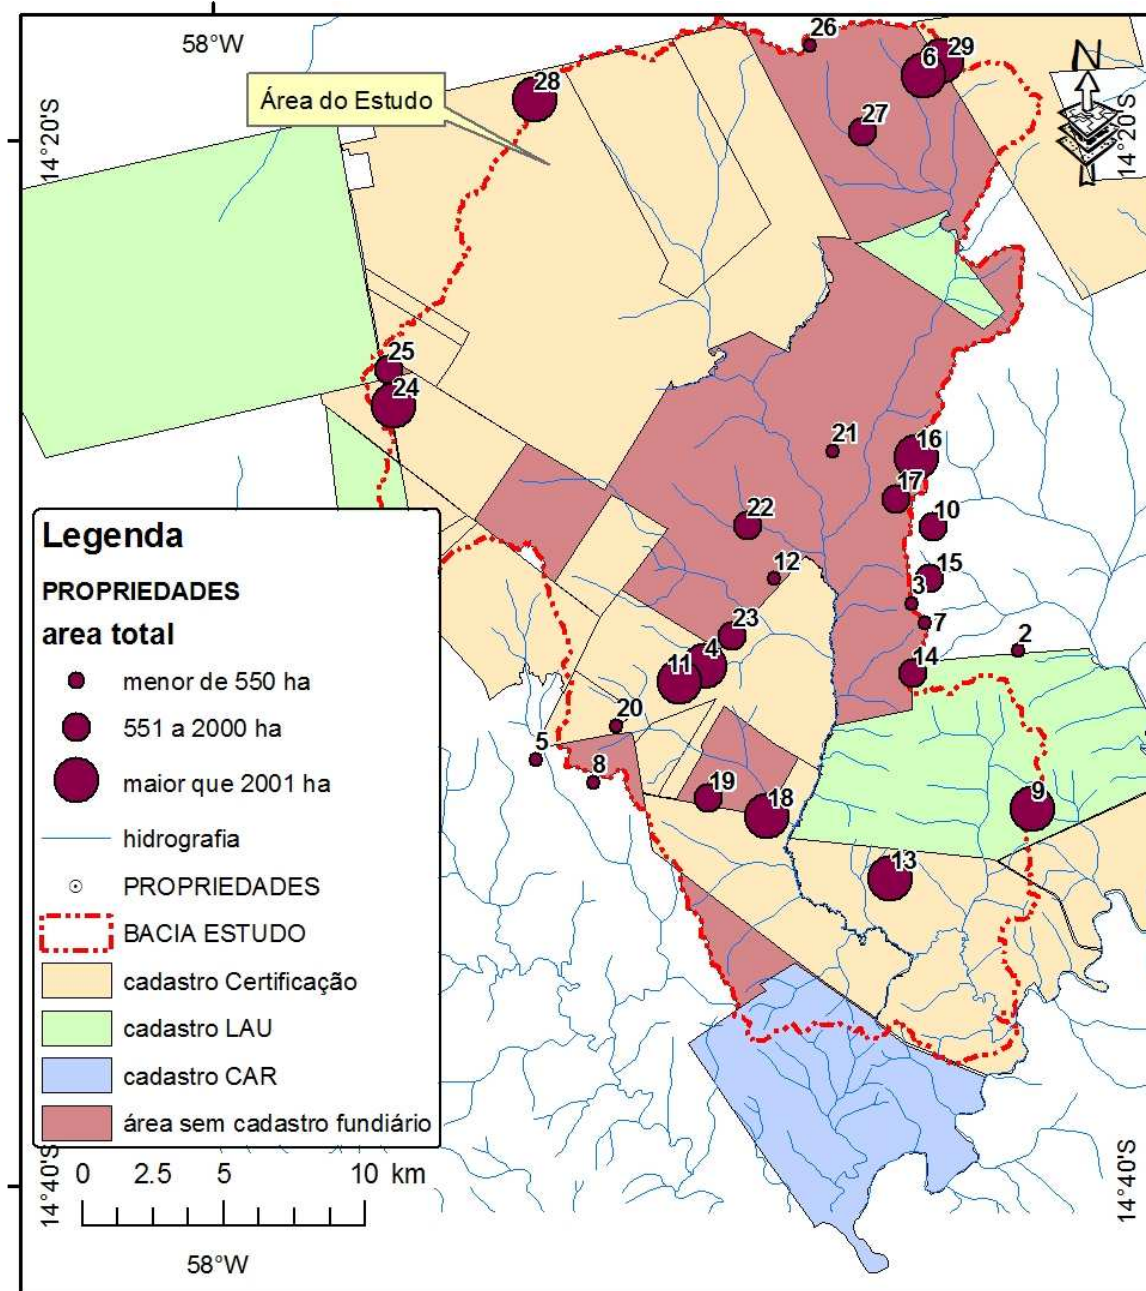 58°W
26
29
6
28
Área do Estudo
27
14°20'S
14°20'S
N
25
24
21
16
17
22
10
12
15
3
7
23
2
4
14
11
20
5
8
19
18
9
13
Legenda
PROPRIEDADES
area total
menor de 550 ha
551 a 2000 ha
maior que 2001 ha
hidrografia
PROPRIEDADES
BACIA ESTUDO
cadastro Certificação
cadastro LAU
cadastro CAR
área sem cadastro fundiário
0 2.5 5 10 km
14°40'S
14°40'S
58°W